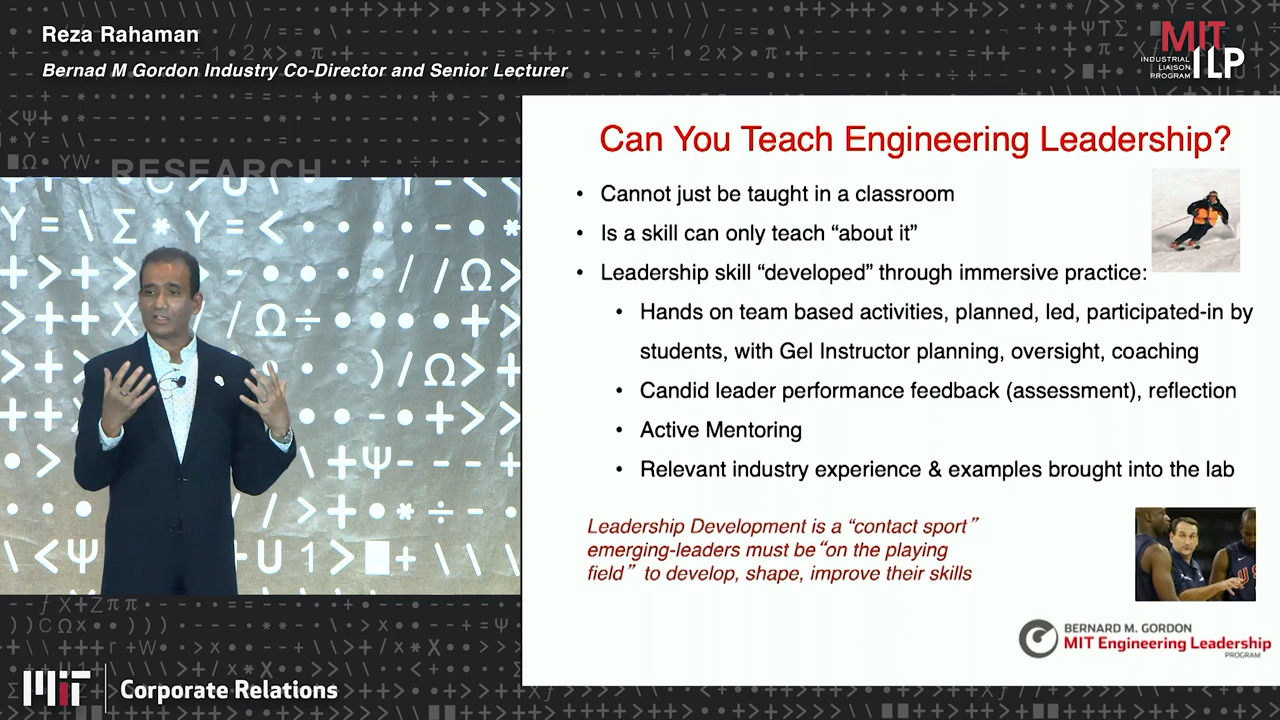 Reza Rahaman
Bernad M Gordon Industry Co-Director and Senior Lecturer
MIT
INDUSTRIAL
LIAISON
PROGRAM
ILP
RESEARCH
Can You Teach Engineering Leadership?
• Cannot just be taught in a classroom
• Is a skill can only teach “about it”
• Leadership skill “developed” through immersive practice:
• Hands on team based activities, planned, led, participated-in by
students, with Gel Instructor planning, oversight, coaching
• Candid leader performance feedback (assessment), reflection
• Active Mentoring
• Relevant industry experience & examples brought into the lab
Leadership Development is a “contact sport”
emerging-leaders must be “on the playing
field” to develop, shape, improve their skills
BERNARD M. GORDON
MIT Engineering Leadership
PROGRAM
MIT
Corporate Relations